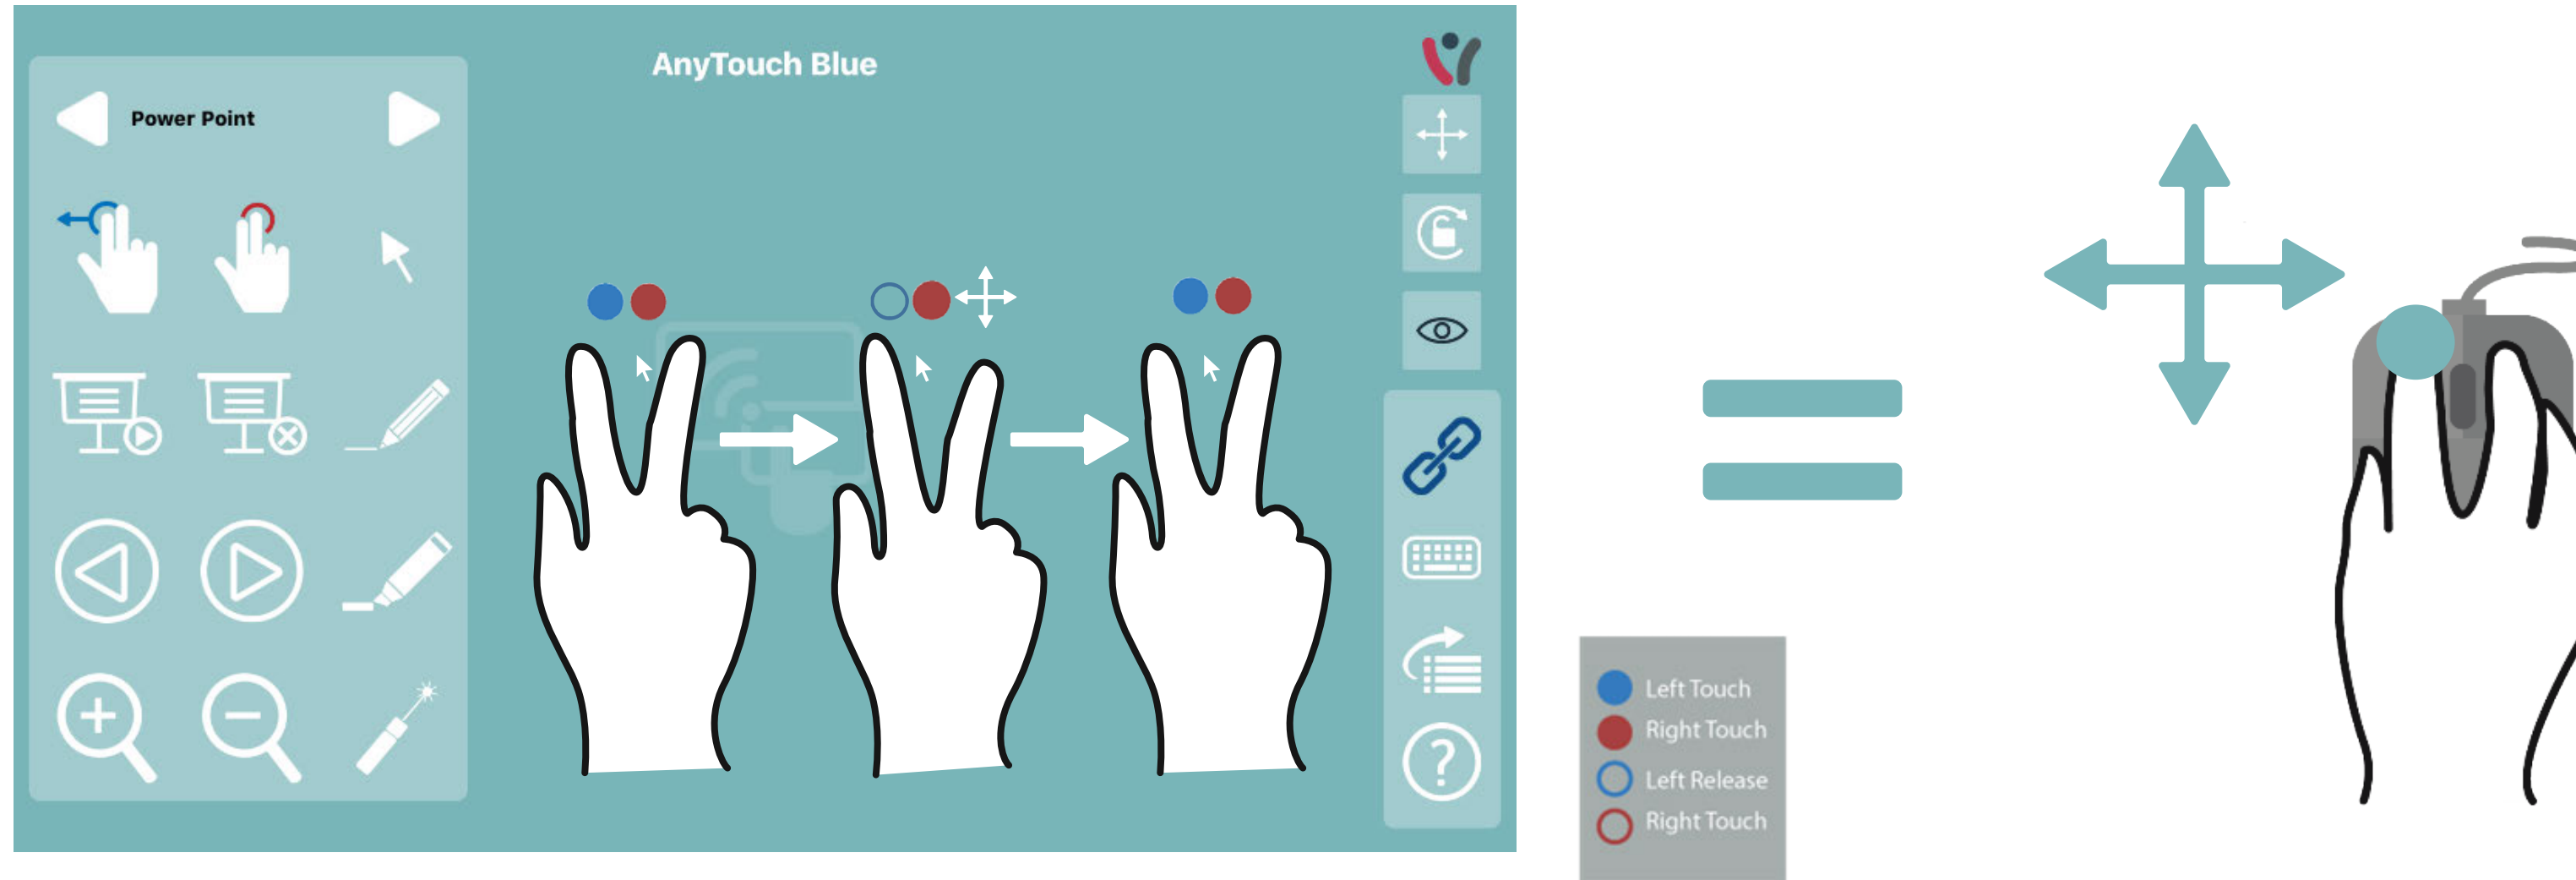 AnyTouch Blue
Power Point
Left Touch
Right Touch
Left Release
Right Touch